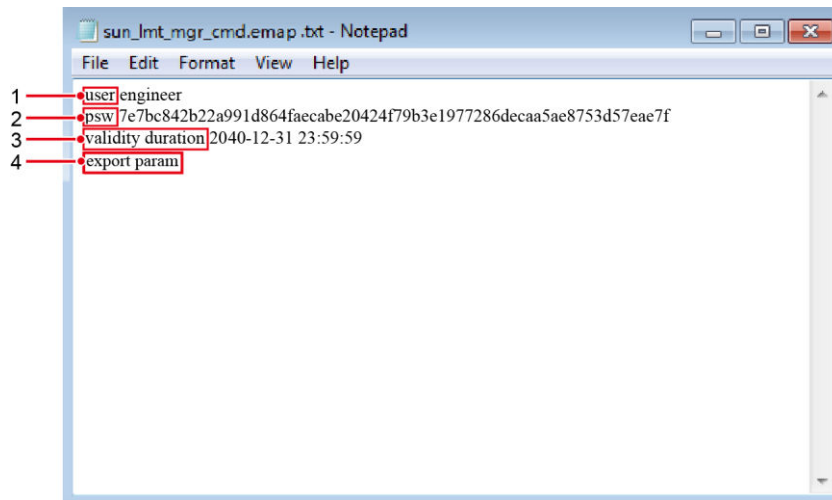 sun_lmt_mgr_cmd.emap .txt - Notepad
File Edit Format View Help
1 user engineer
2 psw 7e7bc842b22a991d864faecabe20424f79b3e1977286decaa5ae8753d57eae7f
3 validity duration 2040-12-31 23:59:59
4 export param